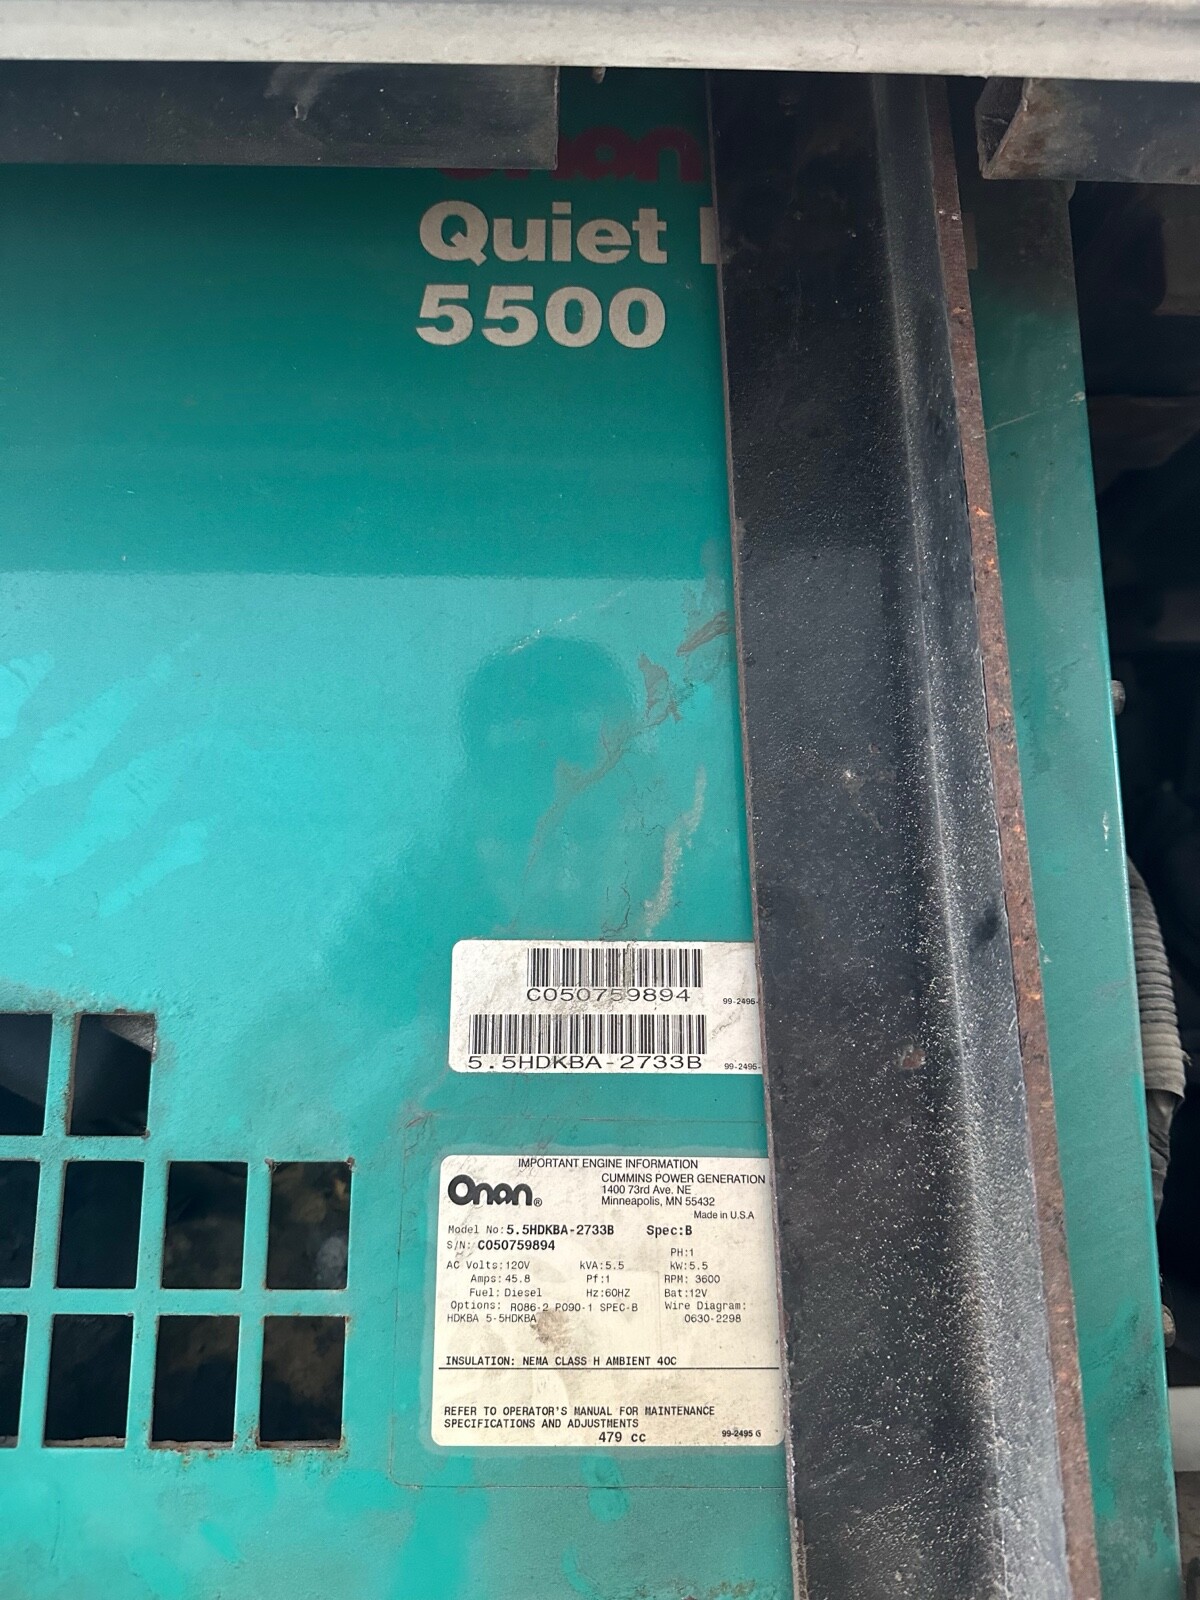 Onan
Quiet
5500
C050759894
99-2496-
5.5HDKBA-2733B
99-2496-
IMPORTANT ENGINE INFORMATION
Onan®
CUMMINS POWER GENERATION
1400 73rd Ave. NE
Minneapolis, MN 55432
Made in U.S.A
Model No: 5.5HDKBA-2733B Spec:B
S/N: C050759894
PH:1
AC Volts: 120V kVA: 5.5 kW: 5.5
Amps: 45.8 Pf: 1 RPM: 3600
Fuel: Diesel Hz: 60HZ Bat: 12V
Options: R086-2 P090-1 SPEC-B Wire Diagram:
HDKBA 5-5HDKBA 0630-2298
INSULATION: NEMA CLASS H AMBIENT 40C
REFER TO OPERATOR'S MANUAL FOR MAINTENANCE
SPECIFICATIONS AND ADJUSTMENTS
479 cc 99-2495 G